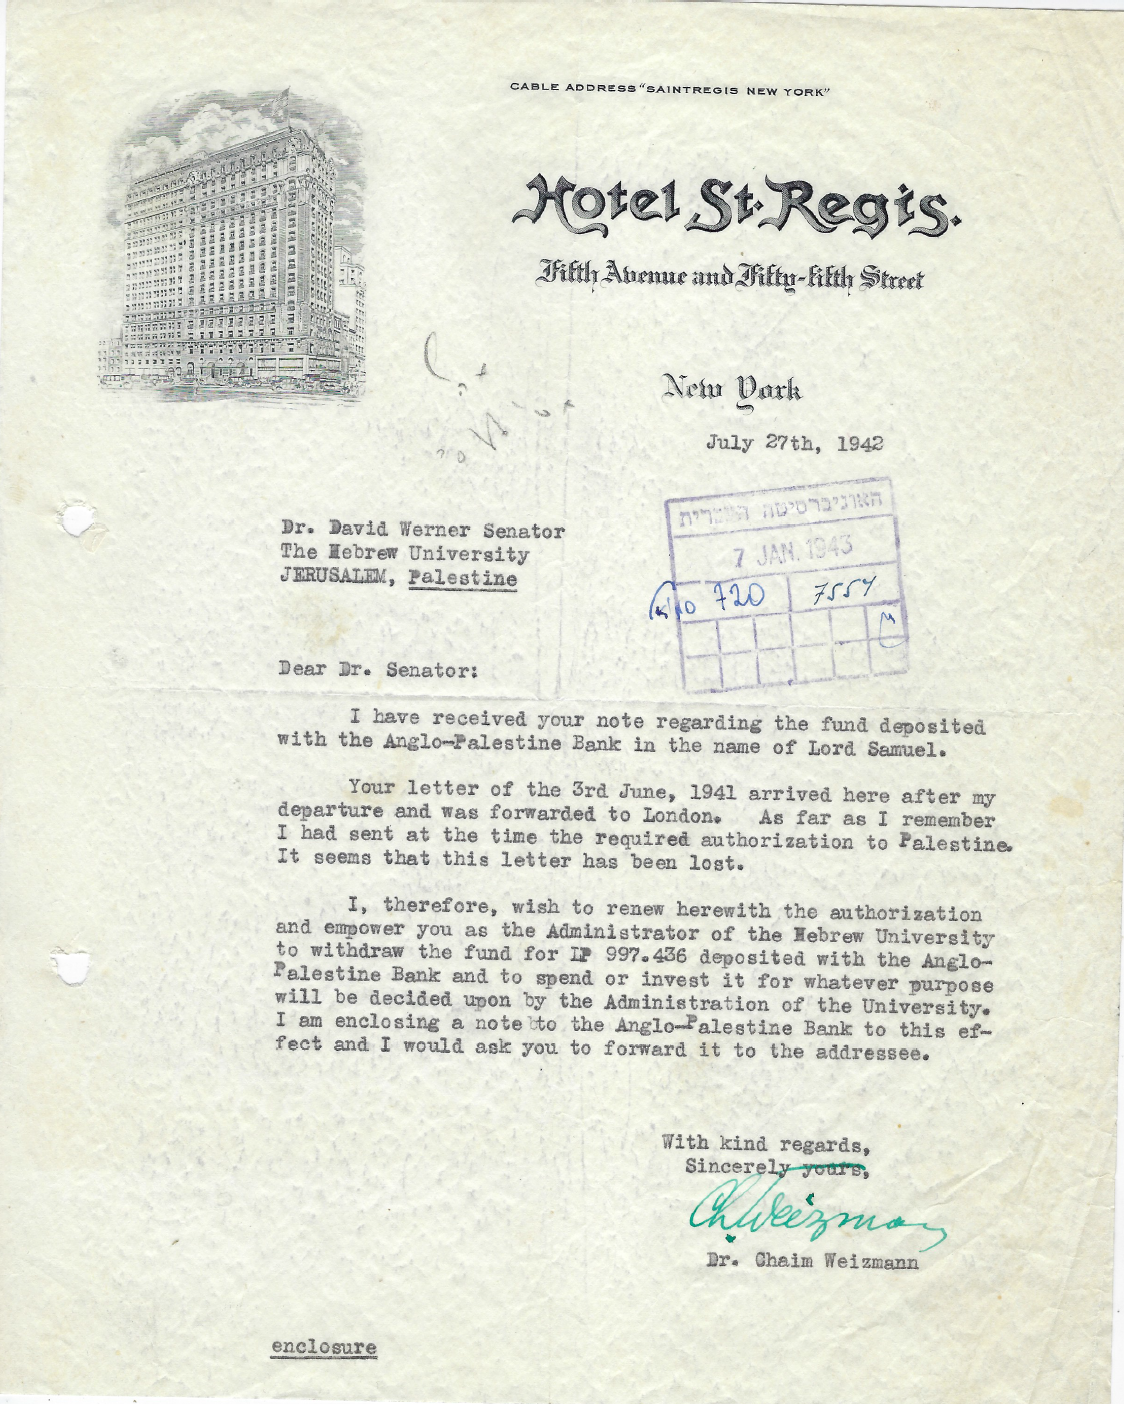 CABLE ADDRESS "SAINTREGIS NEW YORK"
Hotel St. Regis.
Fifth Avenue and Fifty-fifth Street
New York
July 27th, 1942
האוניברסיטה העברית
7 JAN. 1943
720 7554
Dr. David Werner Senator
The Hebrew University
JERUSALEM, Palestine
Dear Dr. Senator:
I have received your note regarding the fund deposited
with the Anglo-Palestine Bank in the name of Lord Samuel.
Your letter of the 3rd June, 1941 arrived here after my
departure and was forwarded to London. As far as I remember
I had sent at the time the required authorization to Palestine.
It seems that this letter has been lost.
I, therefore, wish to renew herewith the authorization
and empower you as the Administrator of the Hebrew University
to withdraw the fund for LP 997.436 deposited with the Anglo-
Palestine Bank and to spend or invest it for whatever purpose
will be decided upon by the Administration of the University.
I am enclosing a note to the Anglo-Palestine Bank to this ef-
fect and I would ask you to forward it to the addressee.
With kind regards,
Sincerely yours,
Ch. Weizmann
Dr. Chaim Weizmann
enclosure